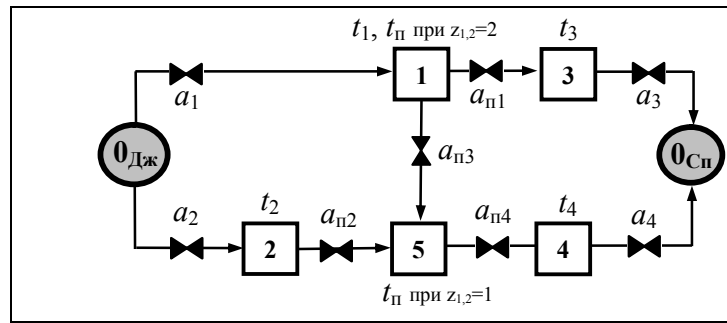 t₁, tп при z₁,₂=2
t₃
1
3
a₁
aп1
a₃
0Дж
aп3
0Сп
a₂
t₂
aп2
aп4
t₄
a₄
2
5
4
tп при z₁,₂=1